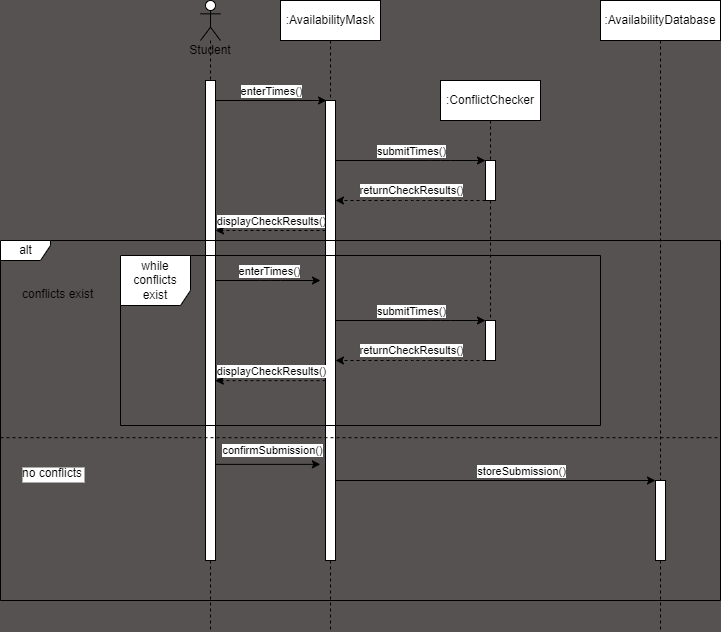 :AvailabilityMask
:AvailabilityDatabase
Student
enterTimes()
:ConflictChecker
submitTimes()
returnCheckResults()
displayCheckResults()
alt
while
conflicts
exist
conflicts exist
enterTimes()
submitTimes()
returnCheckResults()
displayCheckResults()
confirmSubmission()
no conflicts
storeSubmission()